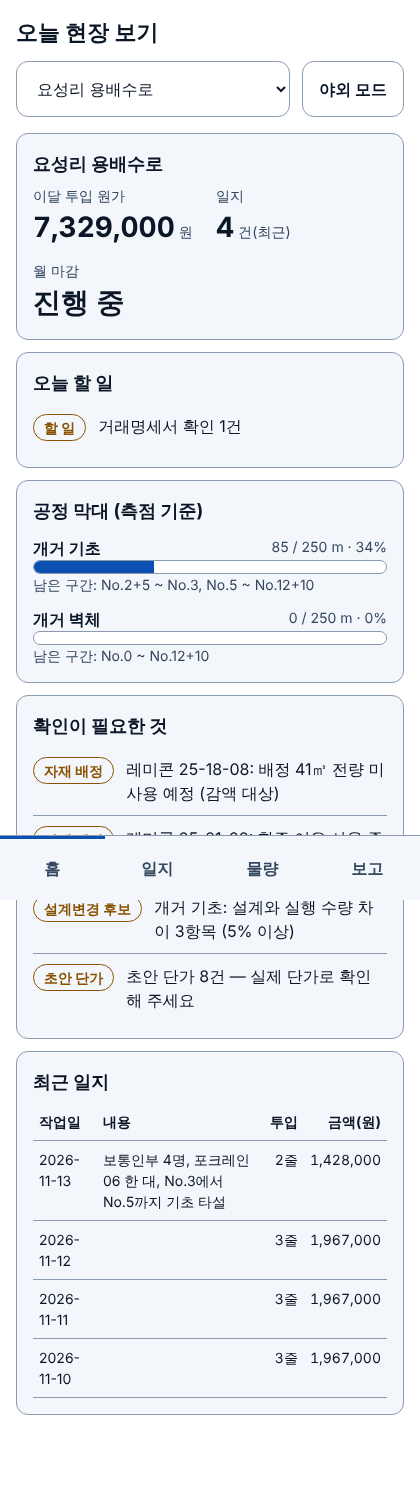 오늘 현장 보기
요성리 용배수로
야외 모드
요성리 용배수로
이달 투입 원가
일지
7,329,000 원
4 건(최근)
월 마감
진행 중
오늘 할 일
할 일 거래명세서 확인 1건
공정 막대 (측점 기준)
개거 기초 85 / 250 m · 34%
남은 구간: No.2+5 ~ No.3, No.5 ~ No.12+10
개거 벽체 0 / 250 m · 0%
남은 구간: No.0 ~ No.12+10
확인이 필요한 것
자재 배정 레미콘 25-18-08: 배정 41㎥ 전량 미
사용 예정 (감액 대상)
홈 일지 물량 보고
설계변경 후보 개거 기초: 설계와 실행 수량 차
이 3항목 (5% 이상)
초안 단가 초안 단가 8건 — 실제 단가로 확인
해 주세요
최근 일지
작업일 내용 투입 금액(원)
2026- 보통인부 4명, 포크레인 2줄 1,428,000
11-13 06 한 대, No.3에서
No.5까지 기초 타설
2026- 3줄 1,967,000
11-12
2026- 3줄 1,967,000
11-11
2026- 3줄 1,967,000
11-10